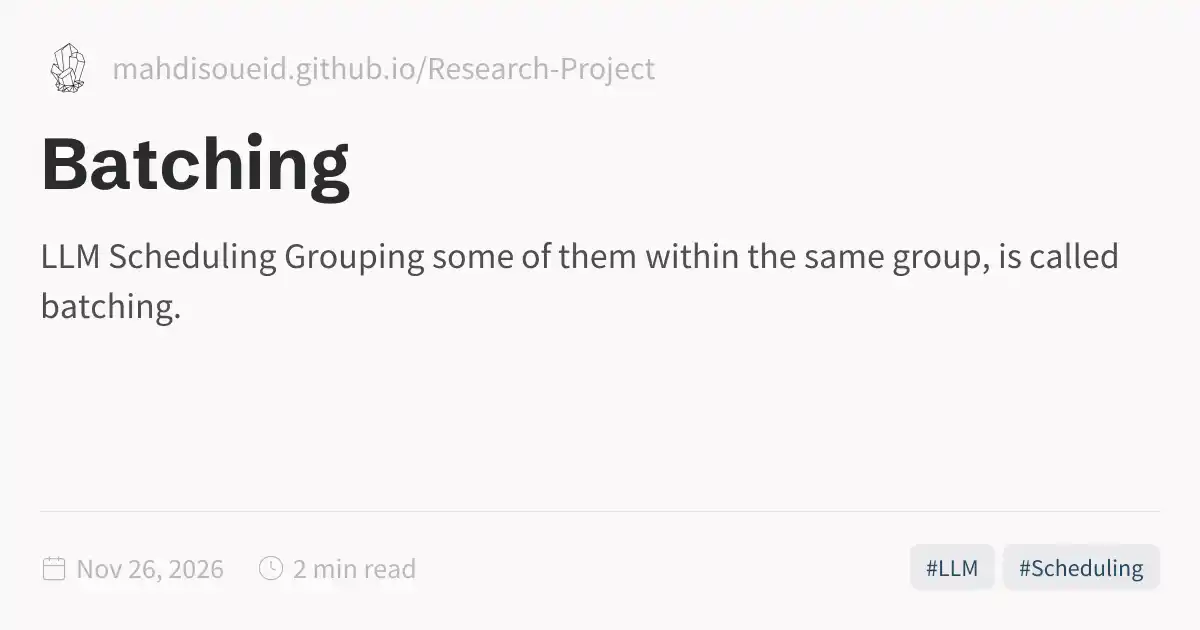 mahdisoueid.github.io/Research-Project
Batching
LLM Scheduling Grouping some of them within the same group, is called
batching.
Nov 26, 2026
2 min read
#LLM
#Scheduling